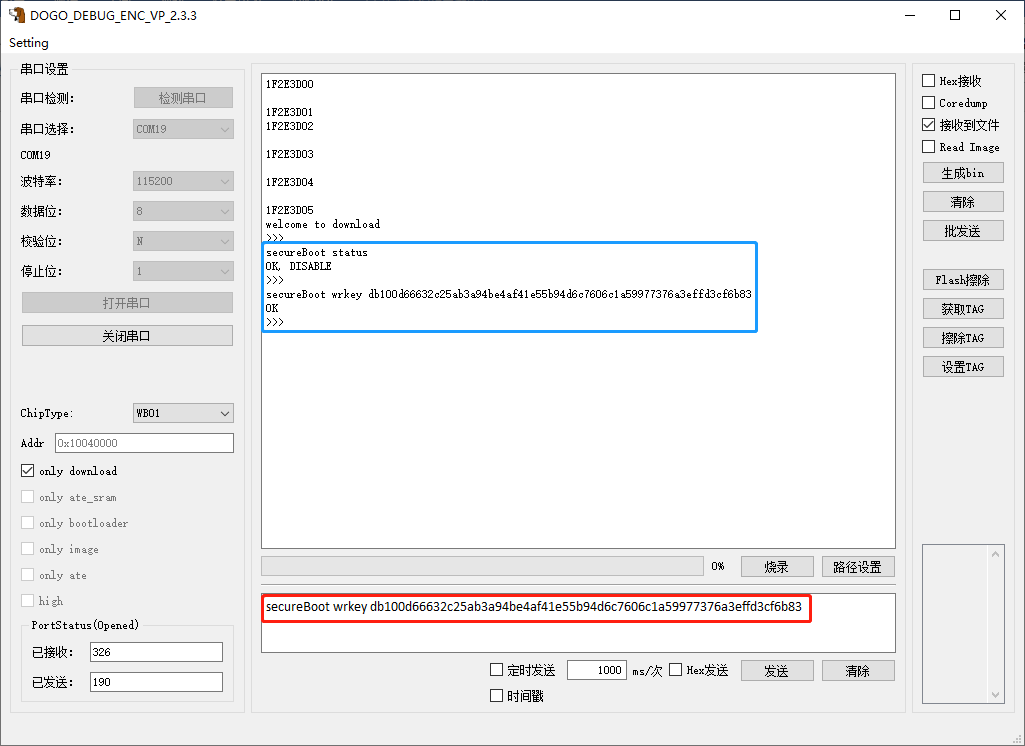 DOGO_DEBUG_ENC_VP_2.3.3
Setting
串口设置
串口检测:
检测串口
串口选择:
COM19
COM19
波特率:
115200
数据位:
8
校验位:
N
停止位:
1
打开串口
关闭串口
ChipType:
WB01
Addr
0x10040000
only download
only ate_sram
only bootloader
only image
only ate
high
PortStatus(Opened)
已接收:
326
已发送:
190
1F2E3D00
1F2E3D01
1F2E3D02
1F2E3D03
1F2E3D04
1F2E3D05
welcome to download
>>>
secureBoot status
OK, DISABLE
>>>
secureBoot wrkey db100d66632c25ab3a94be4af41e55b94d6c7606c1a59977376a3effd3cf6b83
OK
>>>
0%
烧录
路径设置
secureBoot wrkey db100d66632c25ab3a94be4af41e55b94d6c7606c1a59977376a3effd3cf6b83
定时发送
1000
ms/次
Hex发送
发送
清除
时间戳
Hex接收
Coredump
接收到文件
Read Image
生成bin
清除
批发送
Flash擦除
获取TAG
擦除TAG
设置TAG